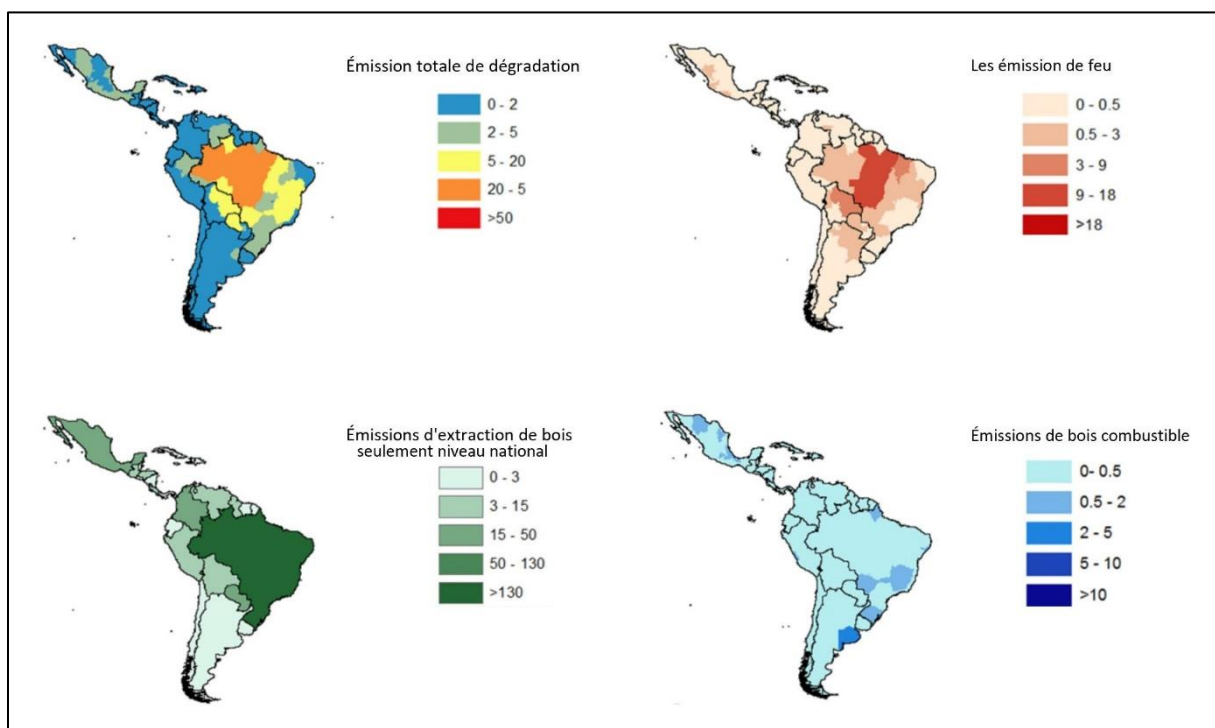 Émission totale de dégradation
0 - 2
2 - 5
5 - 20
20 - 5
>50
Les émission de feu
0 - 0.5
0.5 - 3
3 - 9
9 - 18
>18
Émissions d'extraction de bois
seulement niveau national
0 - 3
3 - 15
15 - 50
50 - 130
>130
Émissions de bois combustible
0- 0.5
0.5 - 2
2 - 5
5 - 10
>10